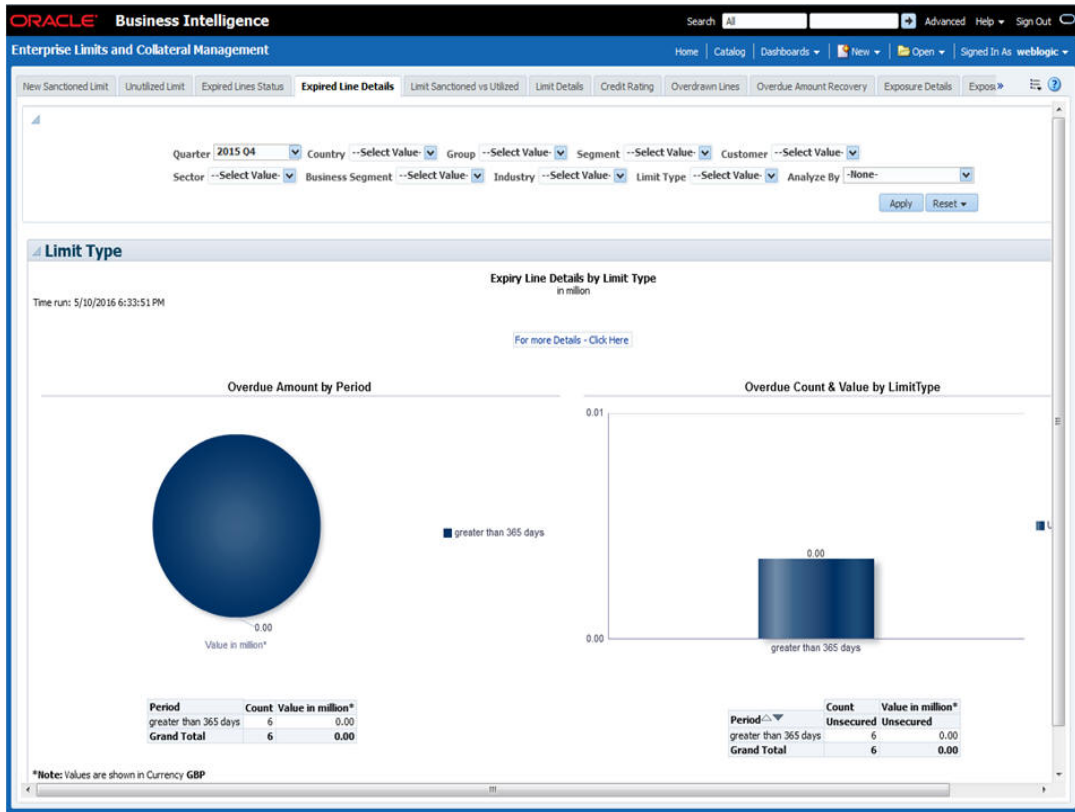 ORACLE Business Intelligence Search All Advanced Help Sign Out
Enterprise Limits and Collateral Management Home Catalog Dashboards New Open Signed In As weblogic
New Sanctioned Limit Unutilized Limit Expired Lines Status Expired Line Details Limit Sanctioned vs Utilized Limit Details Credit Rating Overdrawn Lines Overdue Amount Recovery Exposure Details Exposu»
Quarter 2015 Q4 Country --Select Value- Group --Select Value- Segment --Select Value- Customer --Select Value-
Sector --Select Value- Business Segment --Select Value- Industry --Select Value- Limit Type --Select Value- Analyze By -None-
Apply Reset
Limit Type
Expiry Line Details by Limit Type
in million
Time run: 5/10/2016 6:33:51 PM
For more Details - Click Here
Overdue Amount by Period
greater than 365 days
0.00
Value in million*
Period Count Value in million*
greater than 365 days 6 0.00
Grand Total 6 0.00
Overdue Count & Value by LimitType
0.01
0.00
0.00
greater than 365 days
Count Value in million*
Period Unsecured Unsecured
greater than 365 days 6 0.00
Grand Total 6 0.00
*Note: Values are shown in Currency GBP